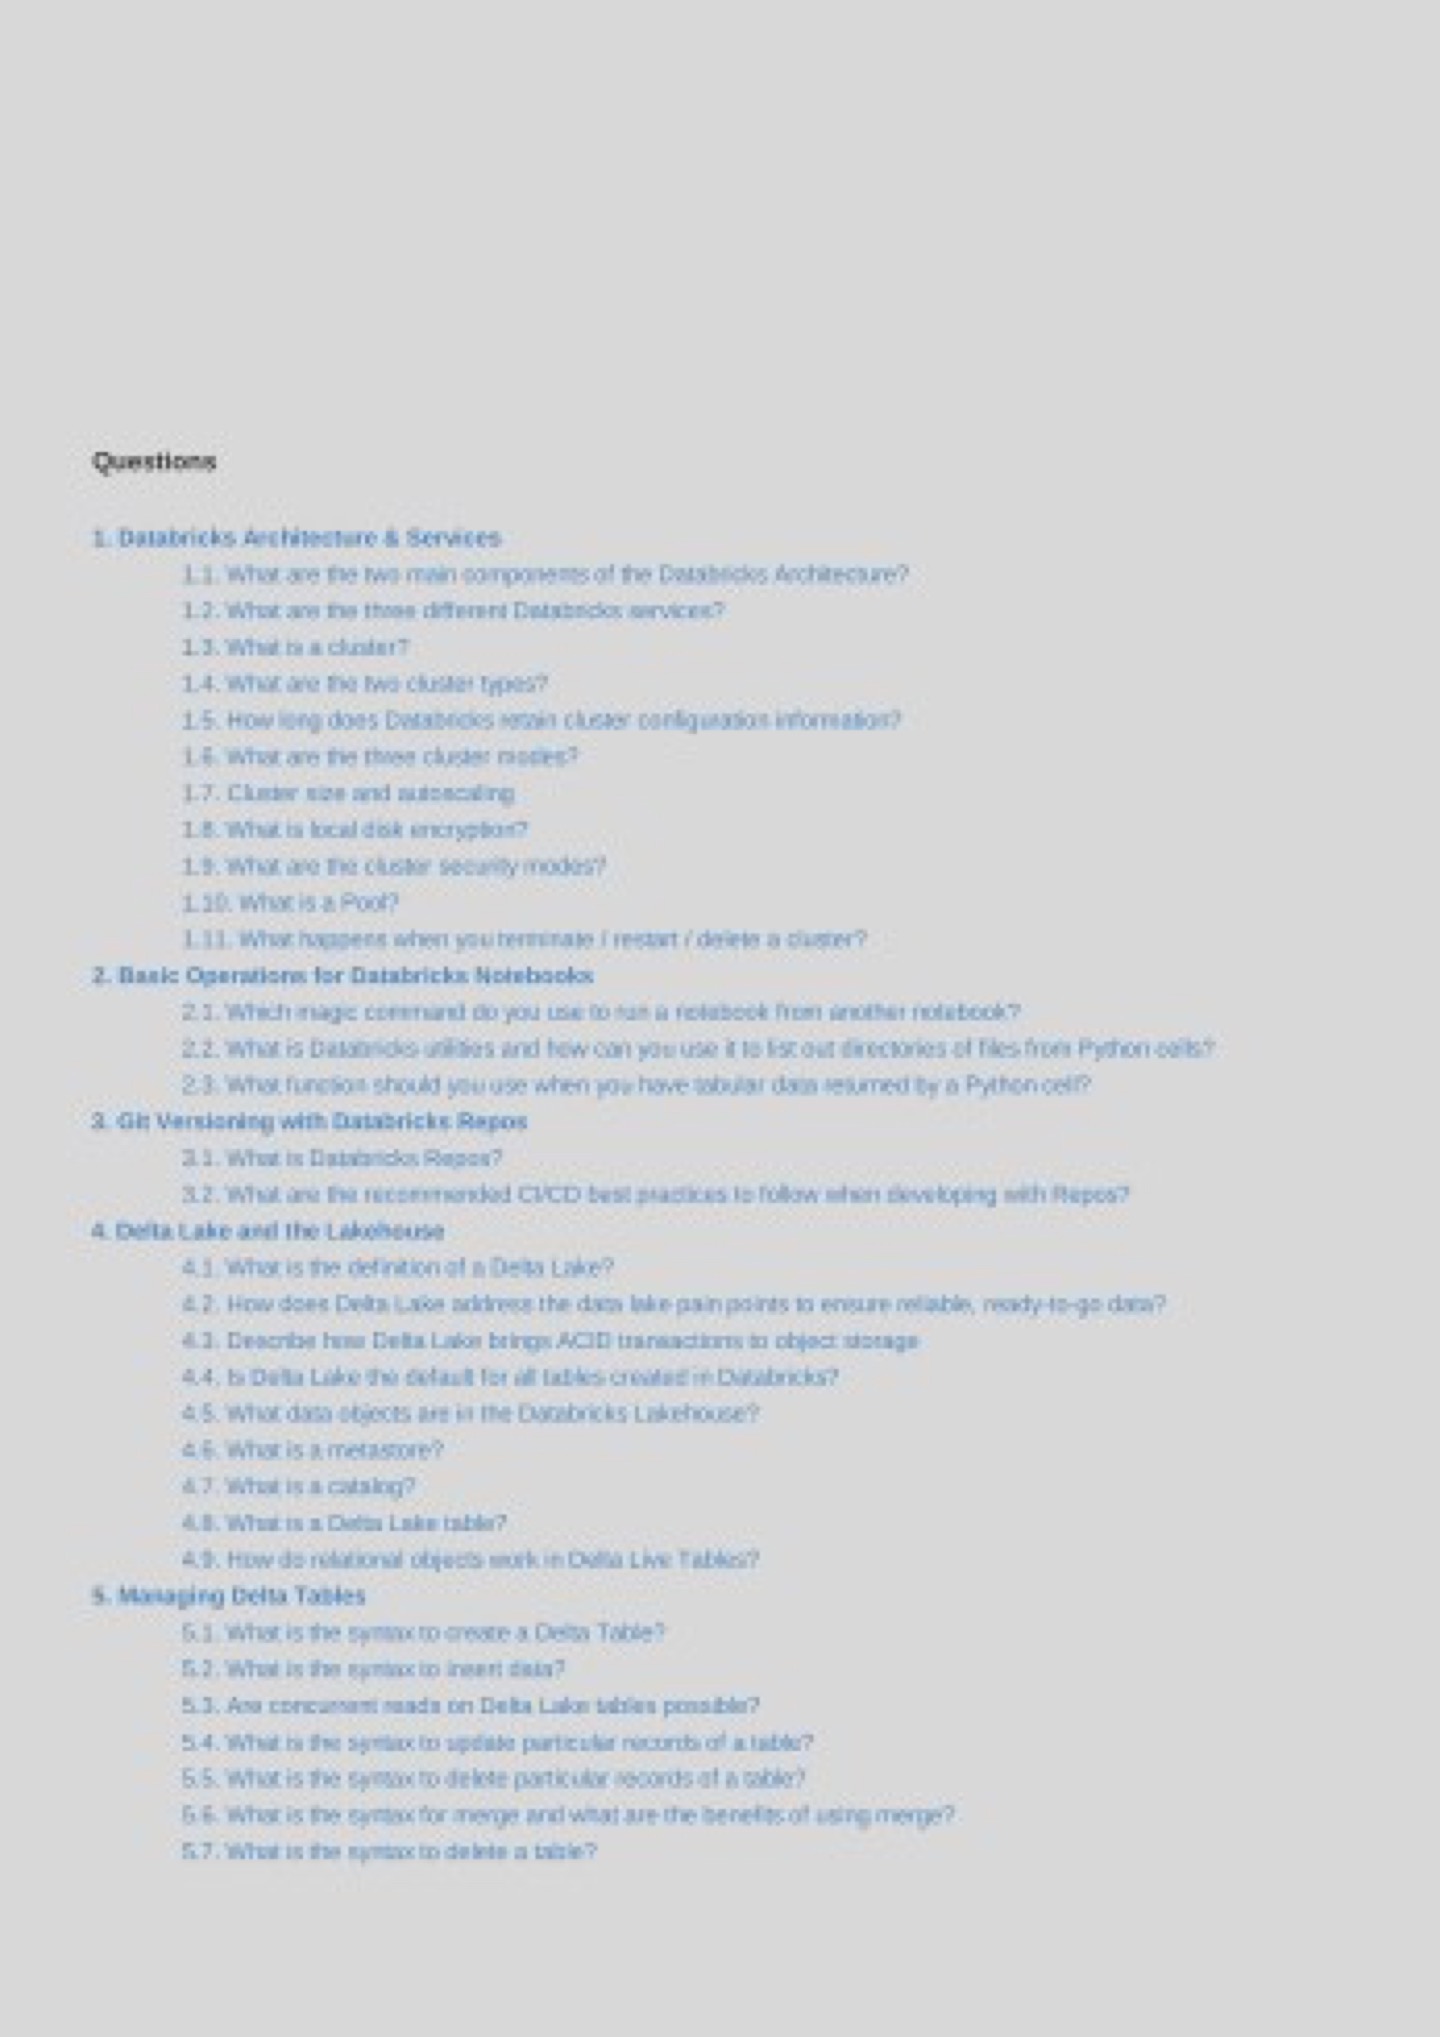 Questions
1. Databricks Architecture & Services
1.1. What are the two main components of the Databricks Architecture?
1.2. What are the three different Databricks services?
1.3. What is a cluster?
1.4. What are the two cluster types?
1.5. How long does Databricks retain cluster configuration information?
1.6. What are the three cluster modes?
1.7. Cluster size and autoscaling
1.8. What is local disk encryption?
1.9. What are the cluster security modes?
1.10. What is a Pool?
1.11. What happens when you terminate / restart / delete a cluster?
2. Basic Operations for Databricks Notebooks
2.1. Which magic command do you use to run a notebook from another notebook?
2.2. What is Databricks utilities and how can you use it to list out directories of files from Python cells?
2.3. What function should you use when you have tabular data returned by a Python cell?
3. Git Versioning with Databricks Repos
3.1. What is Databricks Repos?
3.2. What are the recommended CI/CD best practices to follow when developing with Repos?
4. Delta Lake and the Lakehouse
4.1. What is the definition of a Delta Lake?
4.2. How does Delta Lake address the data lake pain points to ensure reliable, ready-to-go data?
4.3. Describe how Delta Lake brings ACID transactions to object storage
4.4. Is Delta Lake the default for all tables created in Databricks?
4.5. What data objects are in the Databricks Lakehouse?
4.6. What is a metastore?
4.7. What is a catalog?
4.8. What is a Delta Lake table?
4.9. How do relational objects work in Delta Live Tables?
5. Managing Delta Tables
5.1. What is the syntax to create a Delta Table?
5.2. What is the syntax to insert data?
5.3. Are concurrent reads on Delta Lake tables possible?
5.4. What is the syntax to update particular records of a table?
5.5. What is the syntax to delete particular records of a table?
5.6. What is the syntax for merge and what are the benefits of using merge?
5.7. What is the syntax to delete a table?